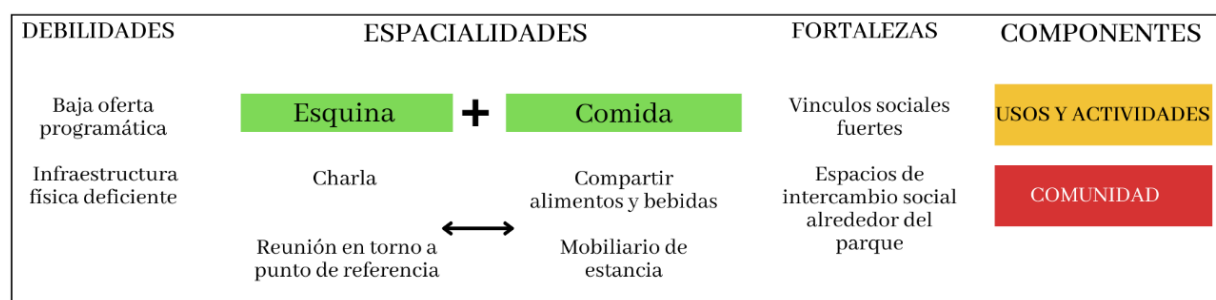 DEBILIDADES
ESPACIALIDADES
FORTALEZAS
COMPONENTES
Baja oferta
programática
Esquina
+
Comida
Vinculos sociales
fuertes
USOS Y ACTIVIDADES
Infraestructura
física deficiente
Charla
Compartir
alimentos y bebidas
Espacios de
intercambio social
alrededor del
parque
COMUNIDAD
Reunión en torno a
punto de referencia
Mobiliario de
estancia